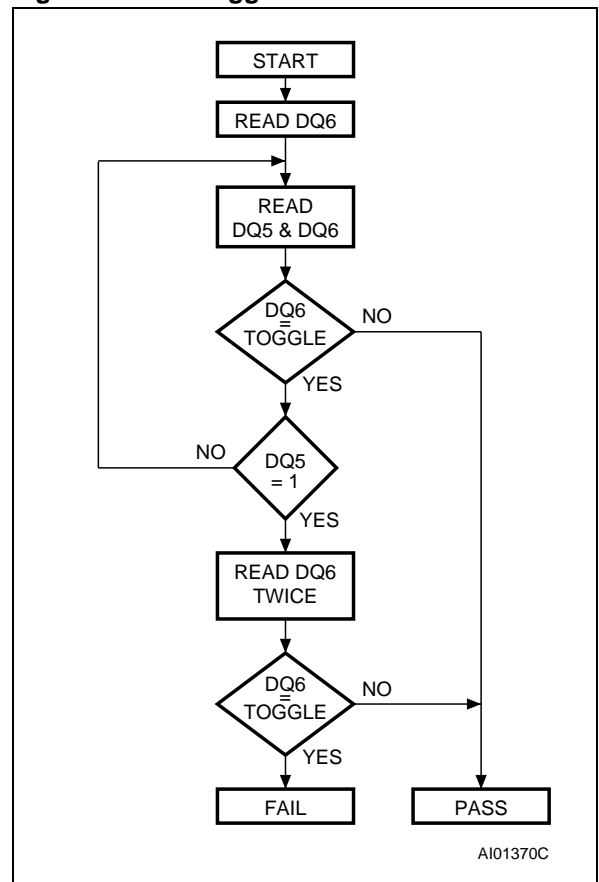 START
READ DQ6
READ
DQ5 & DQ6
DQ6
=
TOGGLE
NO
YES
NO
DQ5
= 1
YES
READ DQ6
TWICE
DQ6
=
TOGGLE
NO
YES
FAIL
PASS
AI01370C